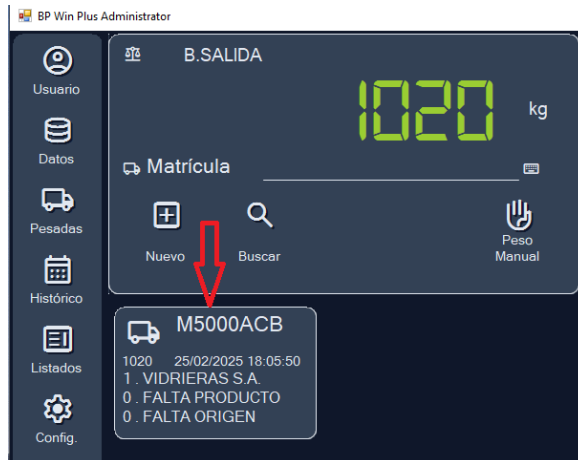 BP Win Plus Administrator
Usuario
Datos
Pesadas
Histórico
Listados
Config.
B.SALIDA
1020 kg
Matrícula
Nuevo
Buscar
Peso
Manual
M5000ACB
1020 25/02/2025 18:05:50
1 . VIDRIERAS S.A.
0 . FALTA PRODUCTO
0 . FALTA ORIGEN